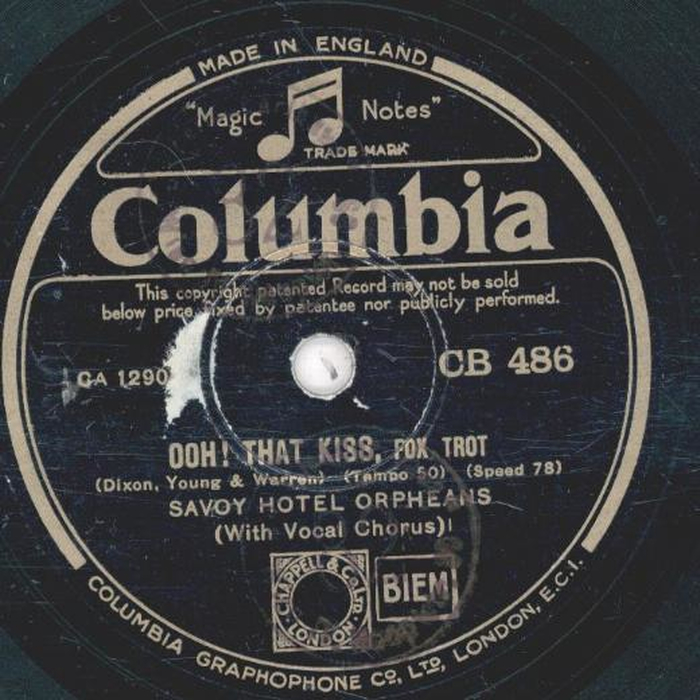 MADE IN ENGLAND
"Magic Notes"
TRADE MARK
Columbia
This copyright patented Record may not be sold
below price fixed by patentee nor publicly performed.
CA 12907
CB 486
OOH! THAT KISS, FOX TROT
(Dixon, Young & Warren) (Tempo 50) (Speed 78)
SAVOY HOTEL ORPHEANS
(With Vocal Chorus)
CHAPPELL & Co LTD.
LONDON
BIEM
COLUMBIA GRAPHOPHONE Co., LTD, LONDON, E.C.1.